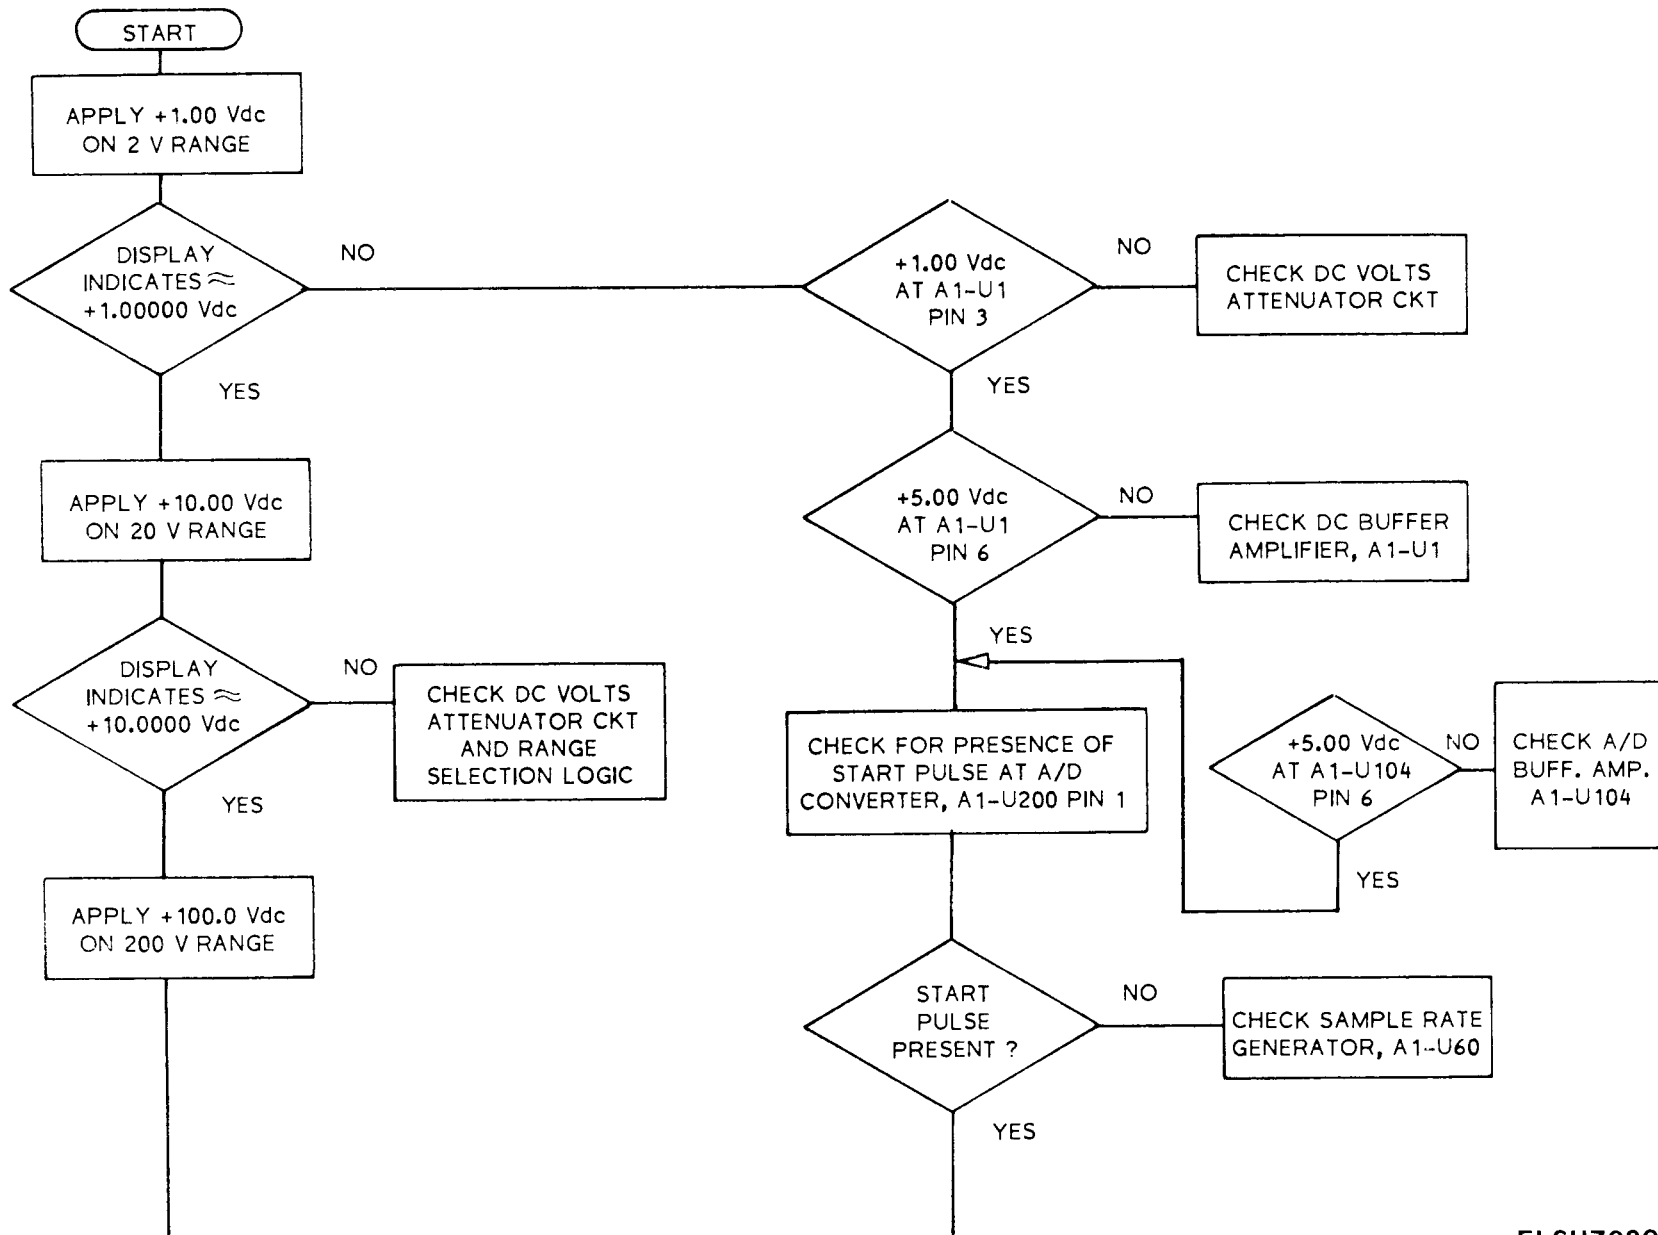 START
APPLY +1.00 Vdc
ON 2 V RANGE
DISPLAY
INDICATES ≈
+1.00000 Vdc
NO
YES
APPLY +10.00 Vdc
ON 20 V RANGE
DISPLAY
INDICATES ≈
+10.0000 Vdc
NO
CHECK DC VOLTS
ATTENUATOR CKT
AND RANGE
SELECTION LOGIC
YES
APPLY +100.0 Vdc
ON 200 V RANGE
+1.00 Vdc
AT A1-U1
PIN 3
NO
CHECK DC VOLTS
ATTENUATOR CKT
YES
+5.00 Vdc
AT A1-U1
PIN 6
NO
CHECK DC BUFFER
AMPLIFIER, A1-U1
YES
CHECK FOR PRESENCE OF
START PULSE AT A/D
CONVERTER, A1-U200 PIN 1
+5.00 Vdc
AT A1-U104
PIN 6
NO
CHECK A/D
BUFF. AMP.
A1-U104
YES
START
PULSE
PRESENT ?
NO
CHECK SAMPLE RATE
GENERATOR, A1-U60
YES